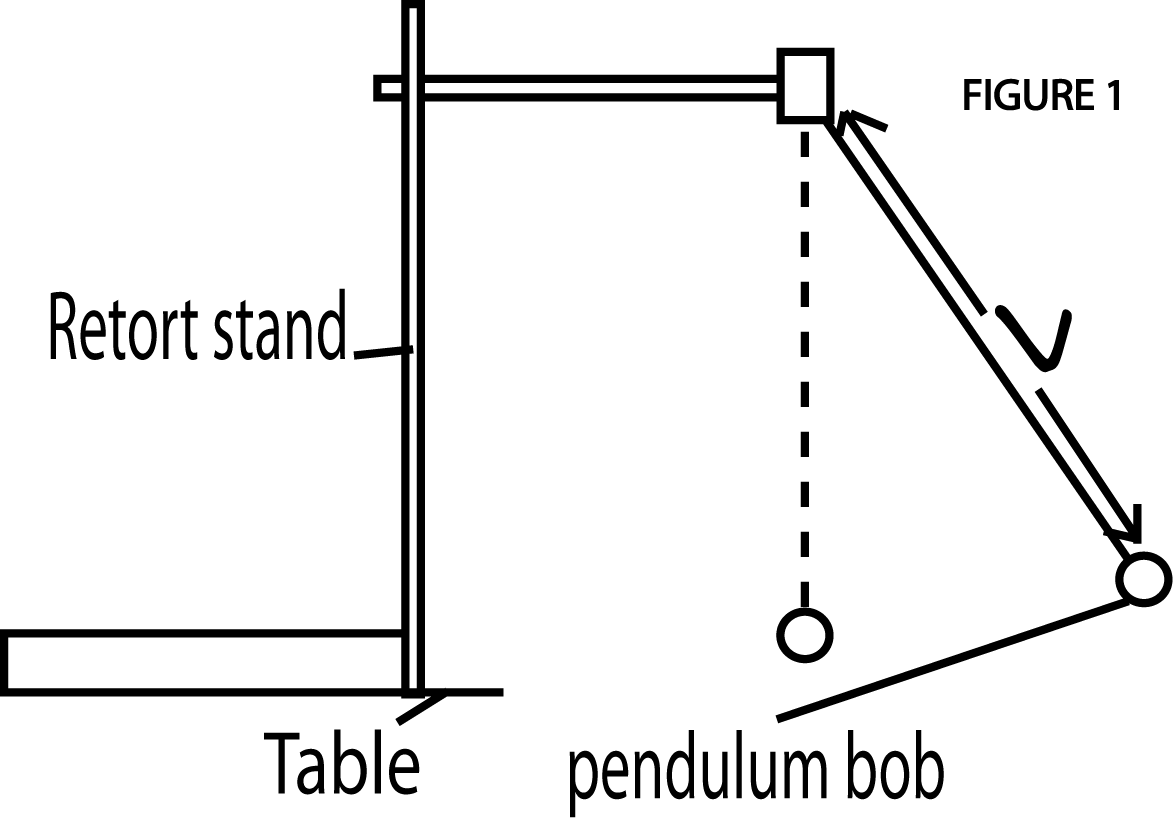 FIGURE 1
Retort stand
Table
pendulum bob